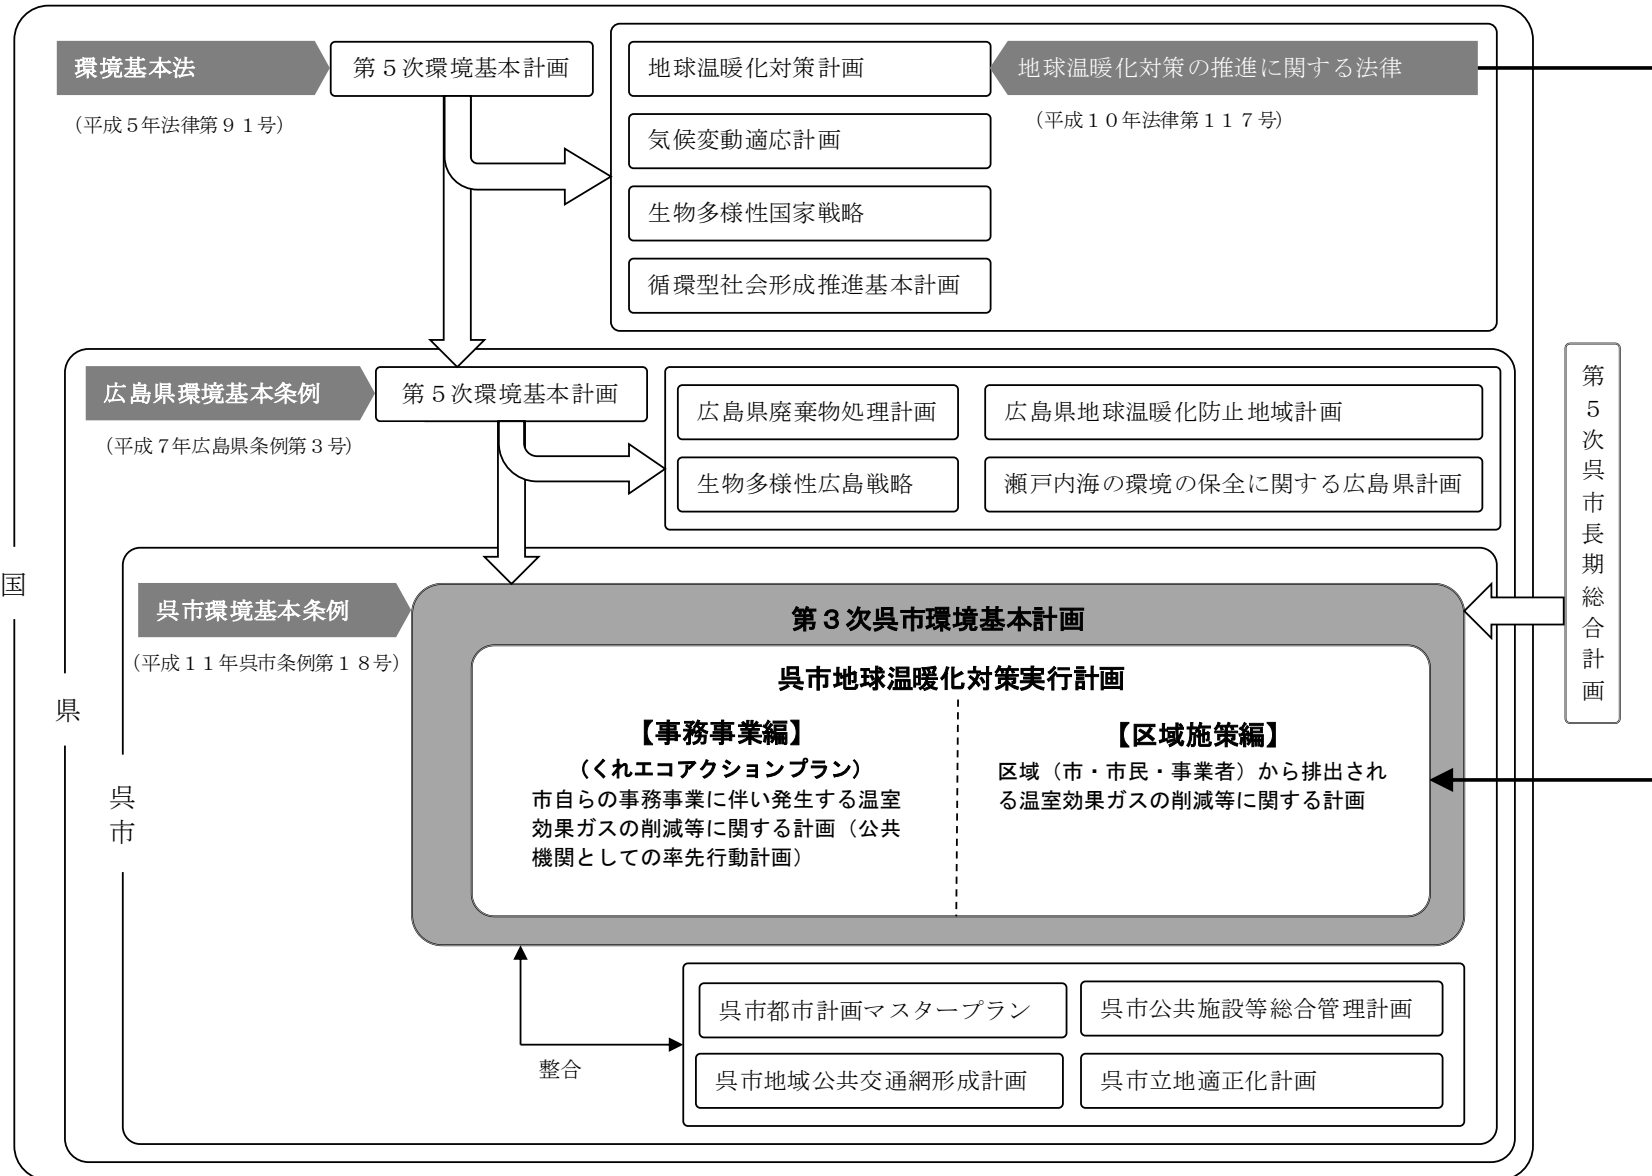 環境基本法
(平成5年法律第91号)
第5次環境基本計画
地球温暖化対策計画
地球温暖化対策の推進に関する法律
(平成10年法律第117号)
気候変動適応計画
生物多様性国家戦略
循環型社会形成推進基本計画
広島県環境基本条例
(平成7年広島県条例第3号)
第5次環境基本計画
広島県廃棄物処理計画
広島県地球温暖化防止地域計画
生物多様性広島戦略
瀬戸内海の環境の保全に関する広島県計画
第5次呉市長期総合計画
国
県
呉市
呉市環境基本条例
(平成11年呉市条例第18号)
第3次呉市環境基本計画
呉市地球温暖化対策実行計画
【事務事業編】
(くれエコアクションプラン)
市自らの事務事業に伴い発生する温室
効果ガスの削減等に関する計画(公共
機関としての率先行動計画)
【区域施策編】
区域(市・市民・事業者)から排出され
る温室効果ガスの削減等に関する計画
整合
呉市都市計画マスタープラン
呉市公共施設等総合管理計画
呉市地域公共交通網形成計画
呉市立地適正化計画